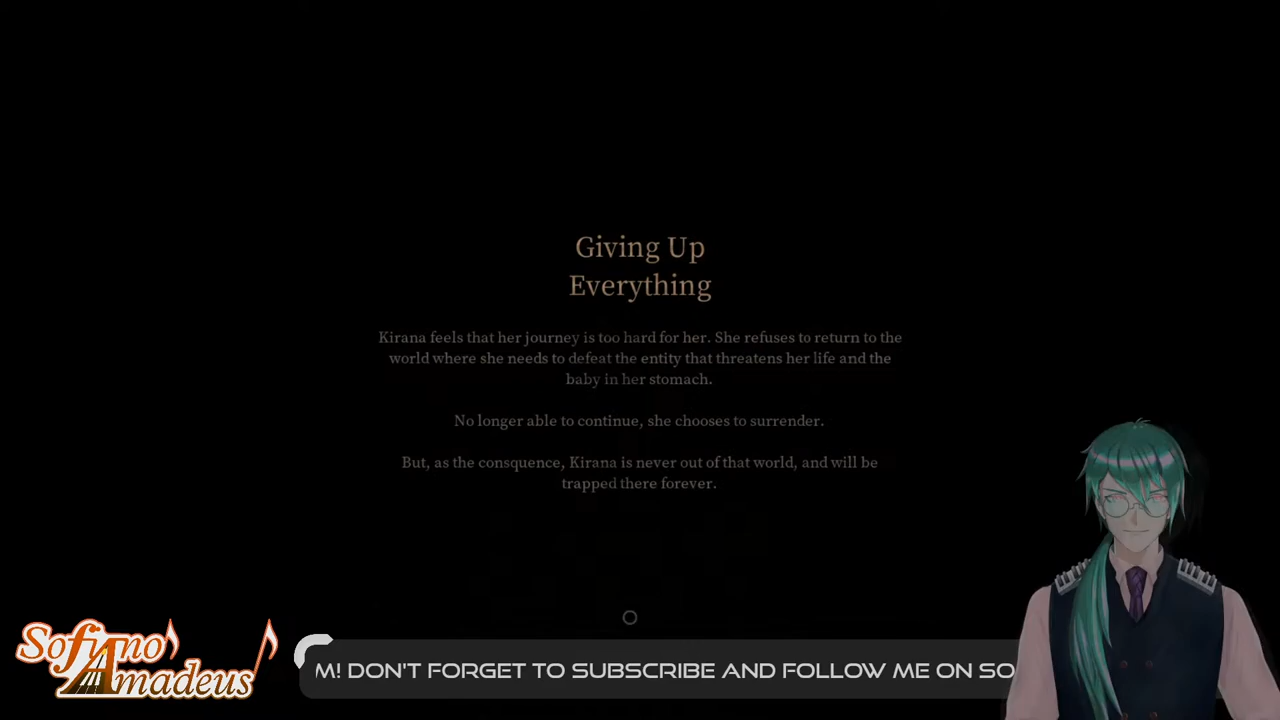 Giving Up
Everything
Kirana feels that her journey is too hard for her. She refuses to return to the
world where she needs to defeat the entity that threatens her life and the
baby in her stomach.
No longer able to continue, she chooses to surrender.
But, as the consquence, Kirana is never out of that world, and will be
trapped there forever.
Sofiano
Amadeus
M! DON'T FORGET TO SUBSCRIBE AND FOLLOW ME ON SO